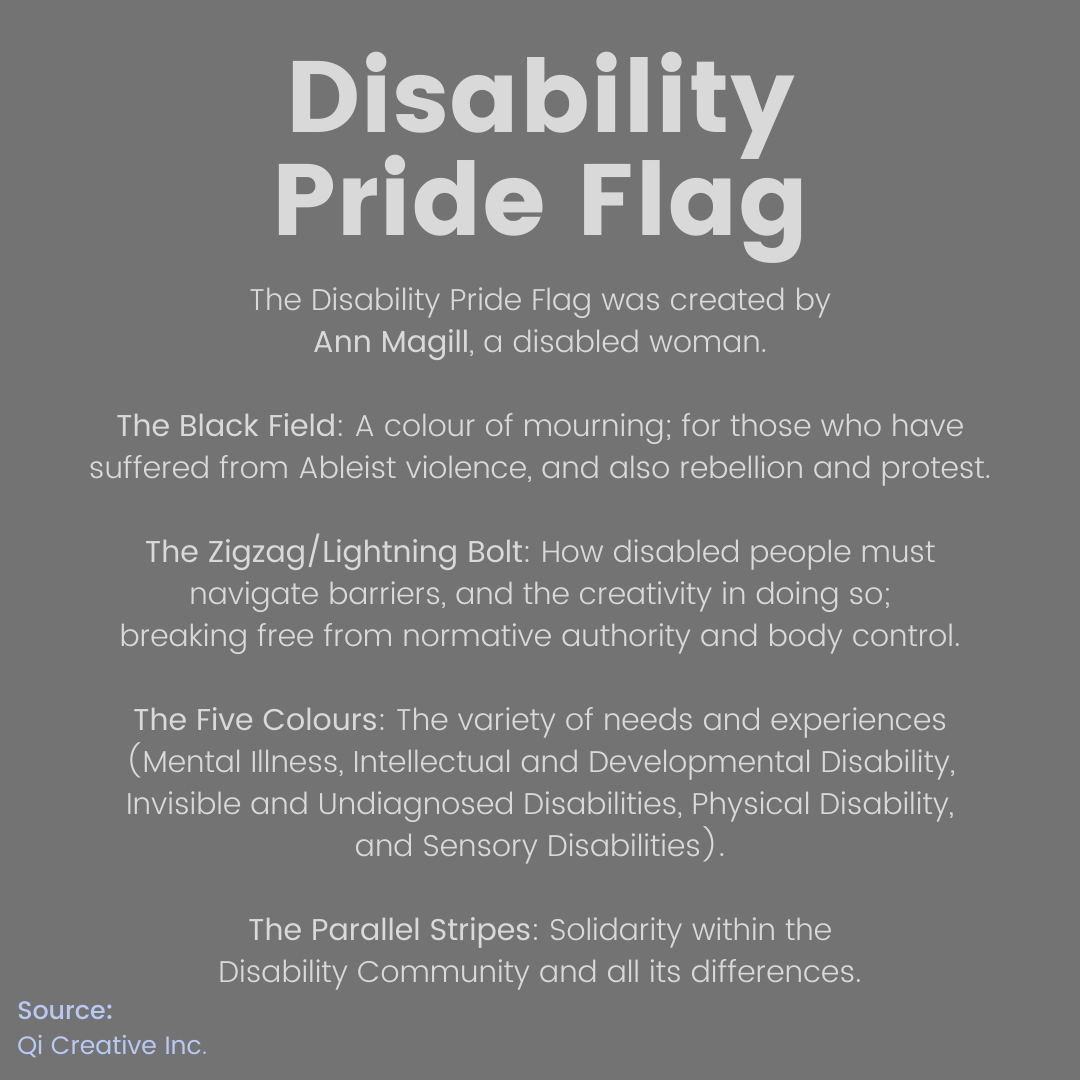 Disability
Pride Flag
The Disability Pride Flag was created by
Ann Magill, a disabled woman.
The Black Field: A colour of mourning; for those who have
suffered from Ableist violence, and also rebellion and protest.
The Zigzag/Lightning Bolt: How disabled people must
navigate barriers, and the creativity in doing so;
breaking free from normative authority and body control.
The Five Colours: The variety of needs and experiences
(Mental Illness, Intellectual and Developmental Disability,
Invisible and Undiagnosed Disabilities, Physical Disability,
and Sensory Disabilities).
The Parallel Stripes: Solidarity within the
Disability Community and all its differences.
Source:
Qi Creative Inc.